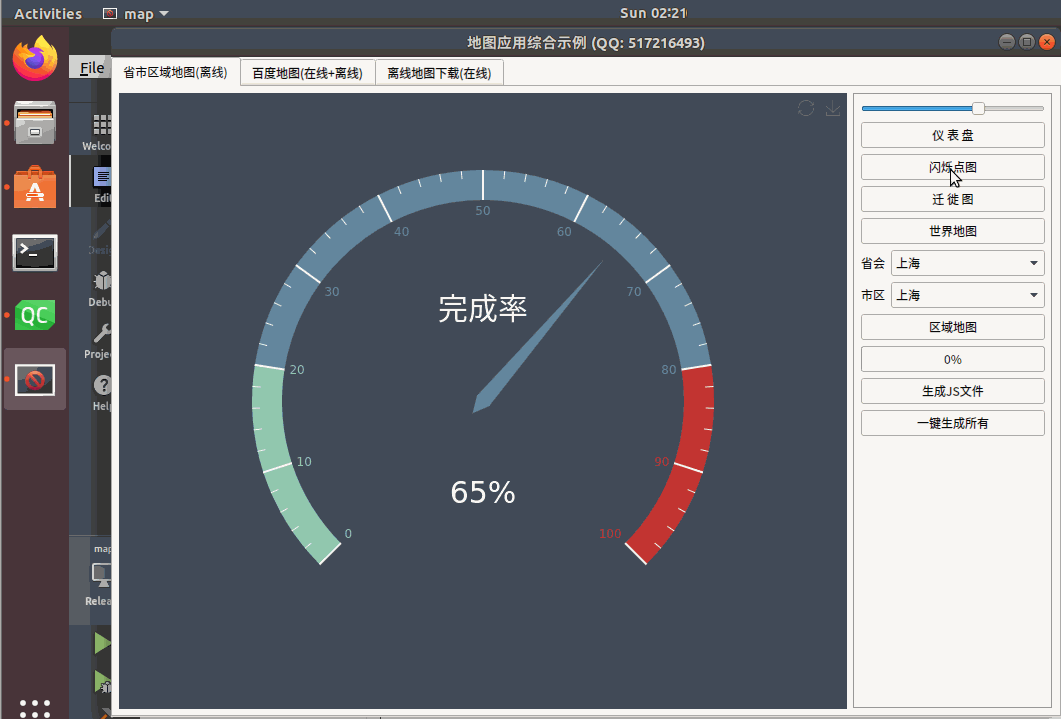 Activities
map
Sun 02:21
地图应用综合示例 (QQ: 517216493)
File
省市区域地图(离线)
百度地图(在线+离线)
离线地图下载(在线)
Welco
Edit
Desig
Debu
Projec
Help
map
Relea
QC
50
40
60
30
70
20
80
10
90
0
100
完成率
65%
仪 表 盘
闪烁点图
迁 徙 图
世界地图
省会
上海
市区
上海
区域地图
0%
生成JS文件
一键生成所有